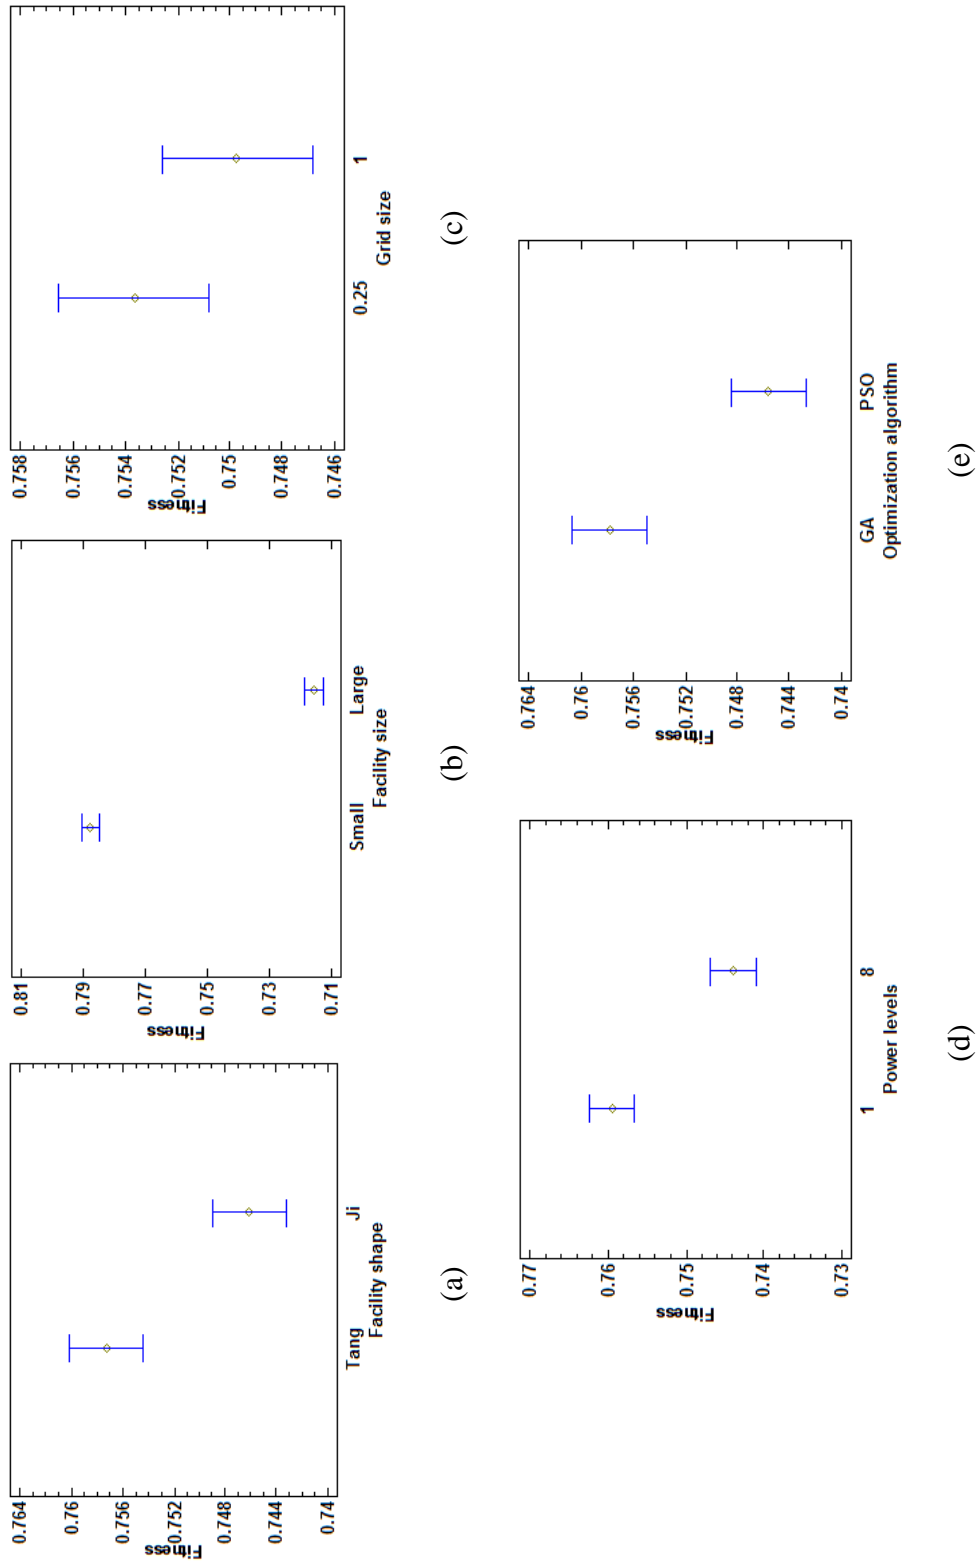 Fitness
0.764
0.76
0.756
0.752
0.748
0.744
0.74
Tang Ji
Facility shape
(a)
Fitness
0.81
0.79
0.77
0.75
0.73
0.71
Small Large
Facility size
(b)
Fitness
0.758
0.756
0.754
0.752
0.75
0.748
0.746
0.25 1
Grid size
(c)
Fitness
0.77
0.76
0.75
0.74
0.73
1 8
Power levels
(d)
Fitness
0.764
0.76
0.756
0.752
0.748
0.744
0.74
GA PSO
Optimization algorithm
(e)